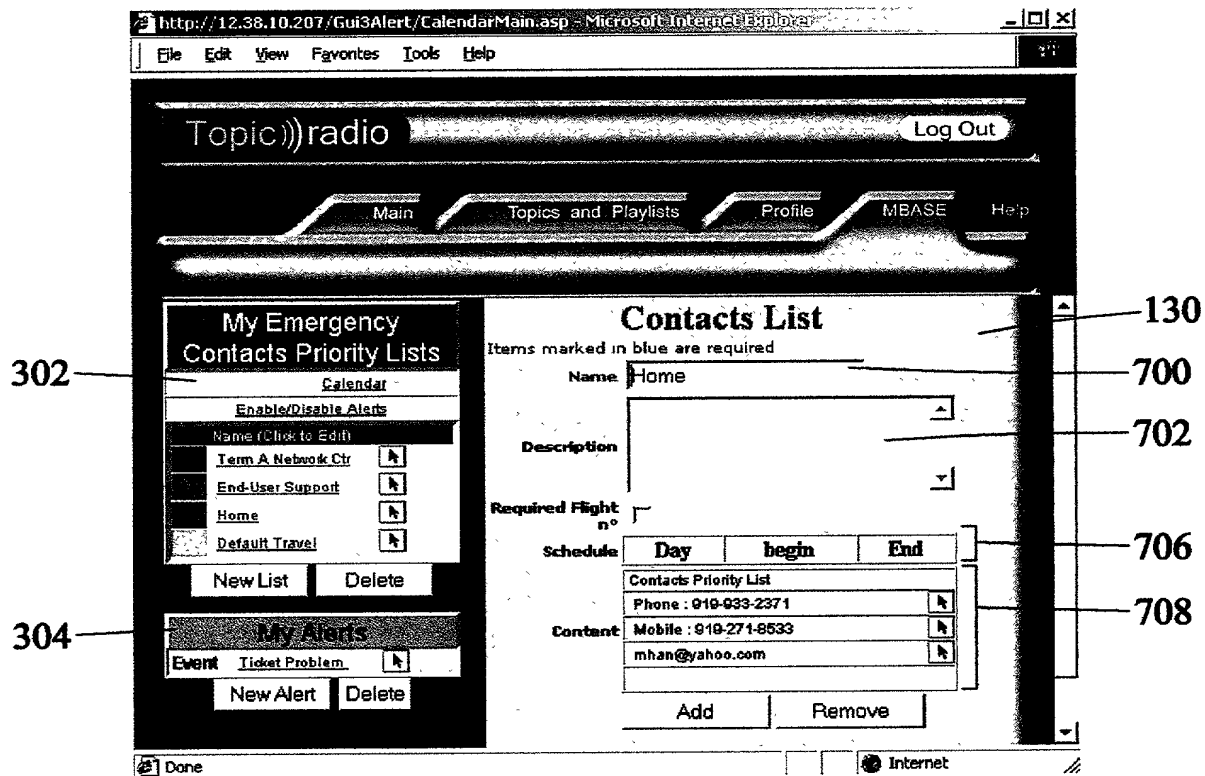 http://12.38.10.207/Gui3Alert/CalendarMain.asp - Microsoft Internet Explorer
File Edit View Favorites Tools Help
Topic))) radio
Log Out
Main Topics and Playlists Profile MBASE Help
My Emergency
Contacts Priority Lists
Calendar
Enable/Disable Alerts
Name (Click to Edit)
Term A Network Ctr
End-User Support
Home
Default Travel
New List Delete
My Alerts
Event Ticket Problem
New Alert Delete
302
304
Contacts List
Items marked in blue are required
Name Home
Description
Required Flight
n°
Schedule Day begin End
Contacts Priority List
Phone : 919-933-2371
Content Mobile : 919-271-8533
mhan@yahoo.com
Add Remove
130
700
702
706
708
Done
Internet